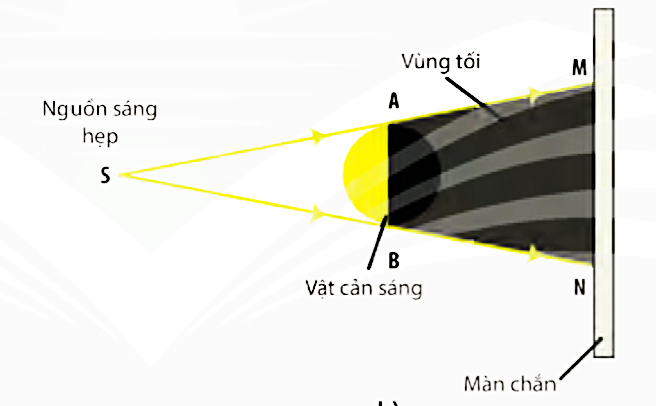 Vùng tối
M
A
Nguồn sáng
hẹp
S
B
Vật cản sáng
N
Màn chắn